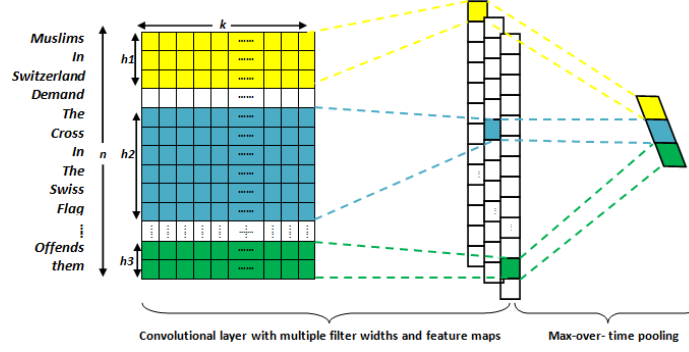 k
Muslims
In
Switzerland
Demand
The
Cross
In
The
Swiss
Flag
Offends
them
n
h1
h2
h3
Convolutional layer with multiple filter widths and feature maps
Max-over- time pooling